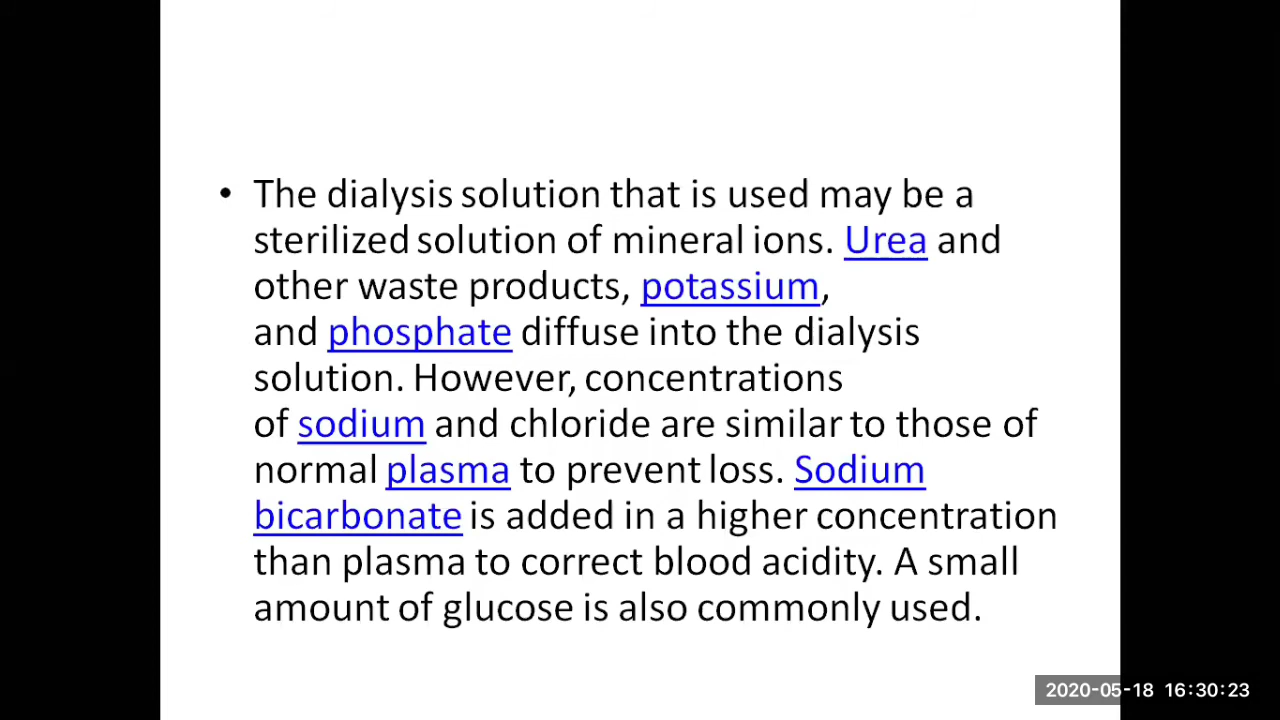 • The dialysis solution that is used may be a
sterilized solution of mineral ions. Urea and
other waste products, potassium,
and phosphate diffuse into the dialysis
solution. However, concentrations
of sodium and chloride are similar to those of
normal plasma to prevent loss. Sodium
bicarbonate is added in a higher concentration
than plasma to correct blood acidity. A small
amount of glucose is also commonly used.
2020-05-18 16:30:23